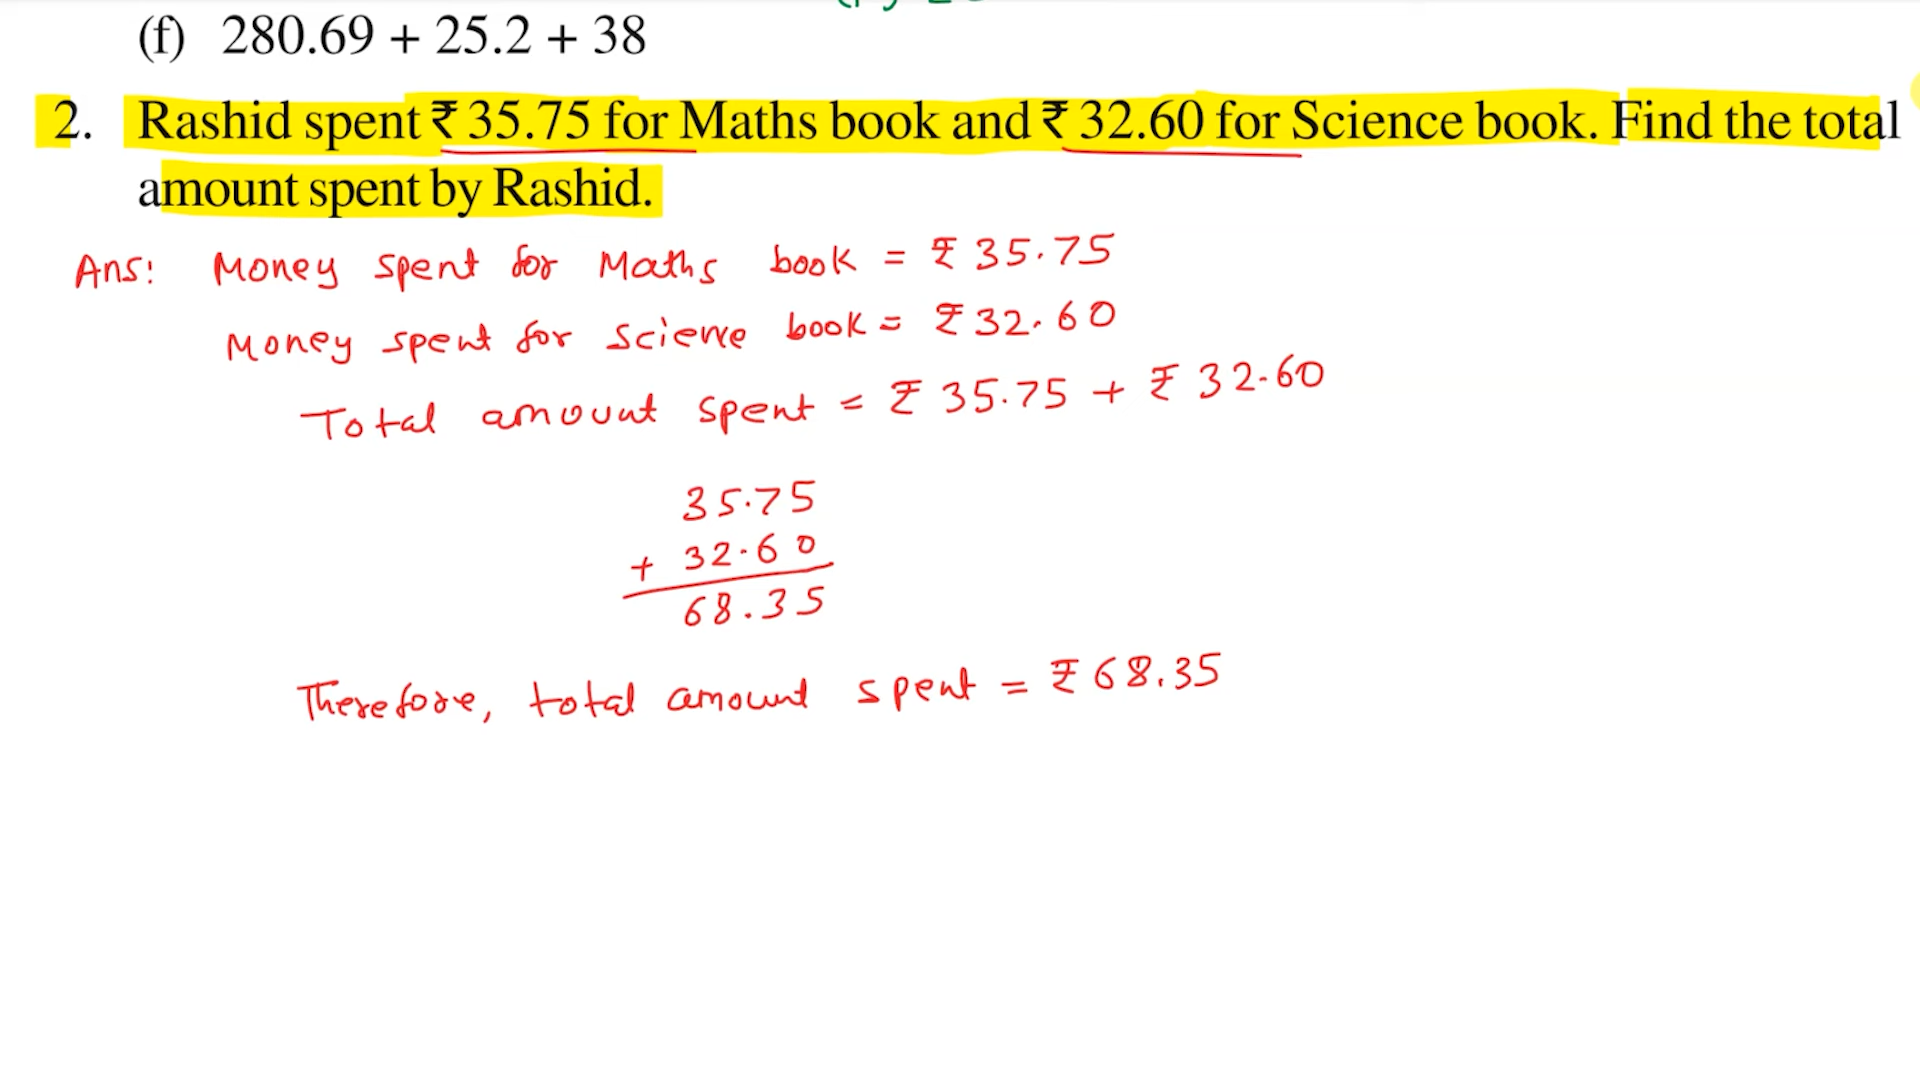 (f) 280.69 + 25.2 + 38
2. Rashid spent ₹ 35.75 for Maths book and ₹ 32.60 for Science book. Find the total
amount spent by Rashid.
Ans: Money spent for Maths book = ₹ 35.75
Money spent for Science book = ₹ 32.60
Total amount spent = ₹ 35.75 + ₹ 32.60
35.75
+ 32.60
68.35
Therefore, total amount spent = ₹ 68.35